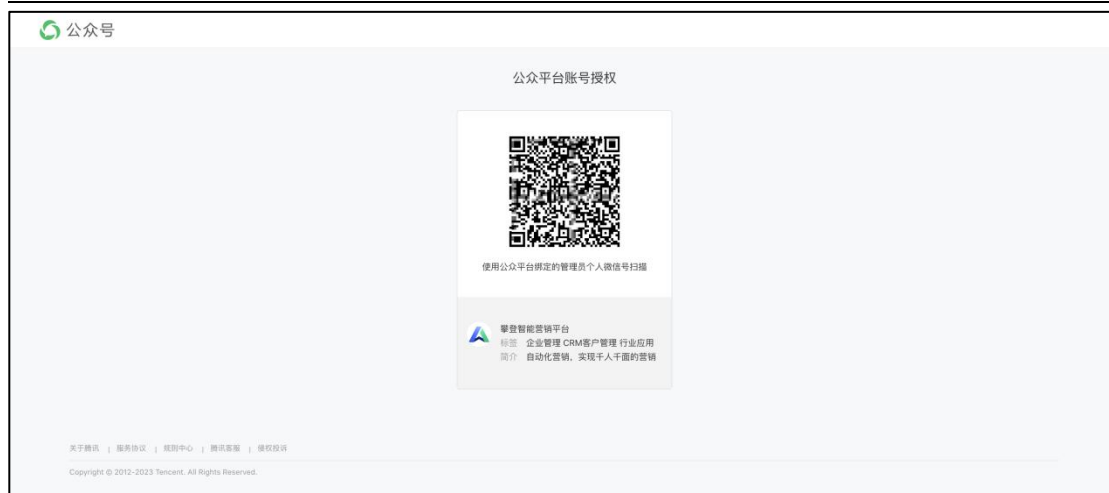 公众号
公众平台账号授权
使用公众平台绑定的管理员个人微信号扫描
攀登智能营销平台
标签 企业管理 CRM客户管理 行业应用
简介 自动化营销，实现千人千面的营销
关于腾讯 | 服务协议 | 规则中心 | 腾讯客服 | 侵权投诉
Copyright © 2012-2023 Tencent. All Rights Reserved.